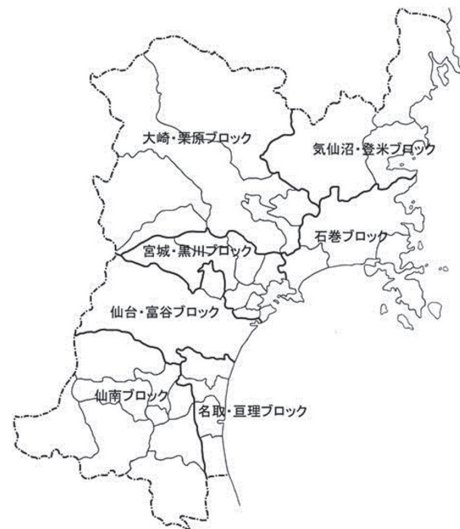 大崎・栗原ブロック
気仙沼・登米ブロック
石巻ブロック
宮城・黒川ブロック
仙台・富谷ブロック
仙南ブロック
名取・亘理ブロック